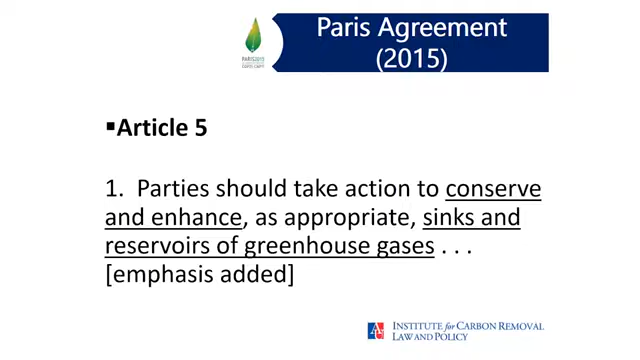 Paris Agreement
(2015)
PARIS2015
▪Article 5
1. Parties should take action to conserve
and enhance, as appropriate, sinks and
reservoirs of greenhouse gases . . .
[emphasis added]
INSTITUTE for CARBON REMOVAL
LAW AND POLICY